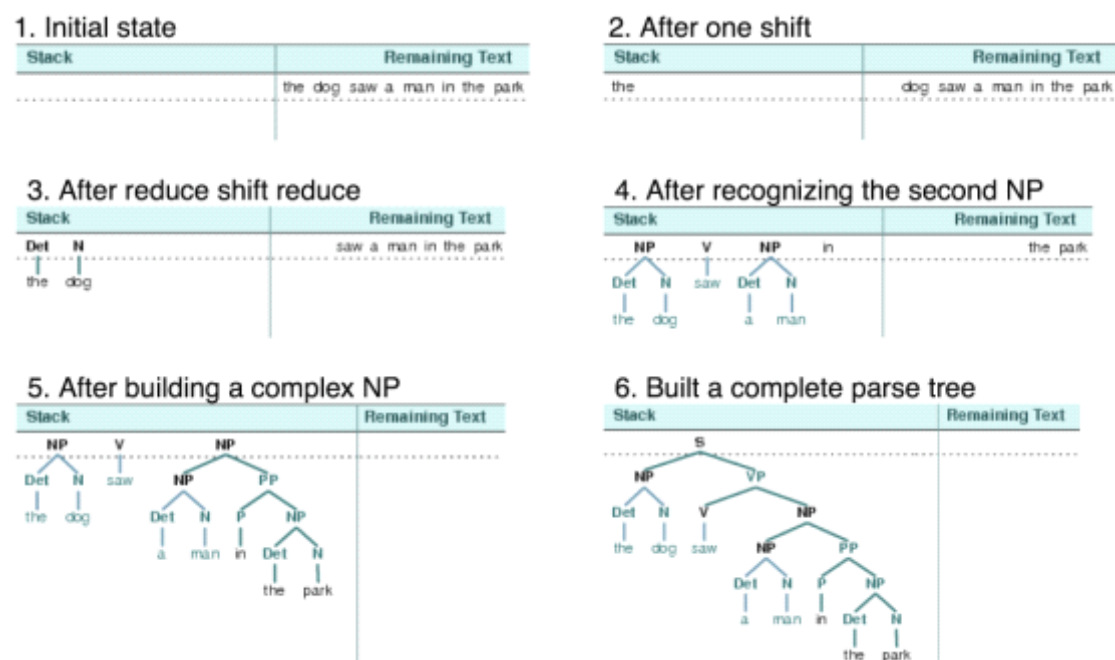 1. Initial state
Stack Remaining Text
the dog saw a man in the park
2. After one shift
Stack Remaining Text
the dog saw a man in the park
3. After reduce shift reduce
Stack Remaining Text
Det N saw a man in the park
the dog
4. After recognizing the second NP
Stack Remaining Text
NP V NP in the park
Det N saw Det N
the dog a man
5. After building a complex NP
Stack Remaining Text
NP V NP
Det N saw NP PP
the dog Det N P NP
a man in Det N
the park
6. Built a complete parse tree
Stack Remaining Text
S
NP VP
Det N V NP
the dog saw NP PP
Det N P NP
a man in Det N
the park